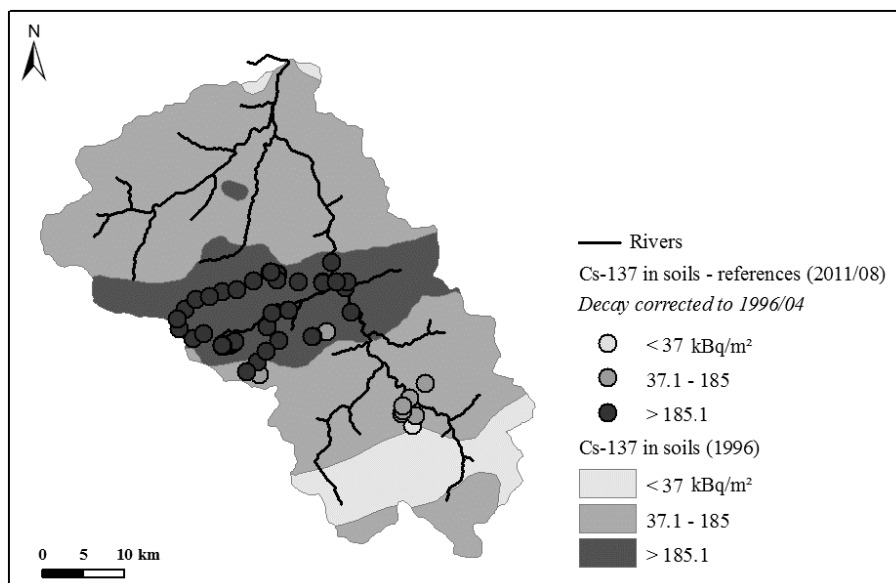 N
Rivers
Cs-137 in soils - references (2011/08)
Decay corrected to 1996/04
< 37 kBq/m²
37.1 - 185
> 185.1
Cs-137 in soils (1996)
< 37 kBq/m²
37.1 - 185
> 185.1
0 5 10 km